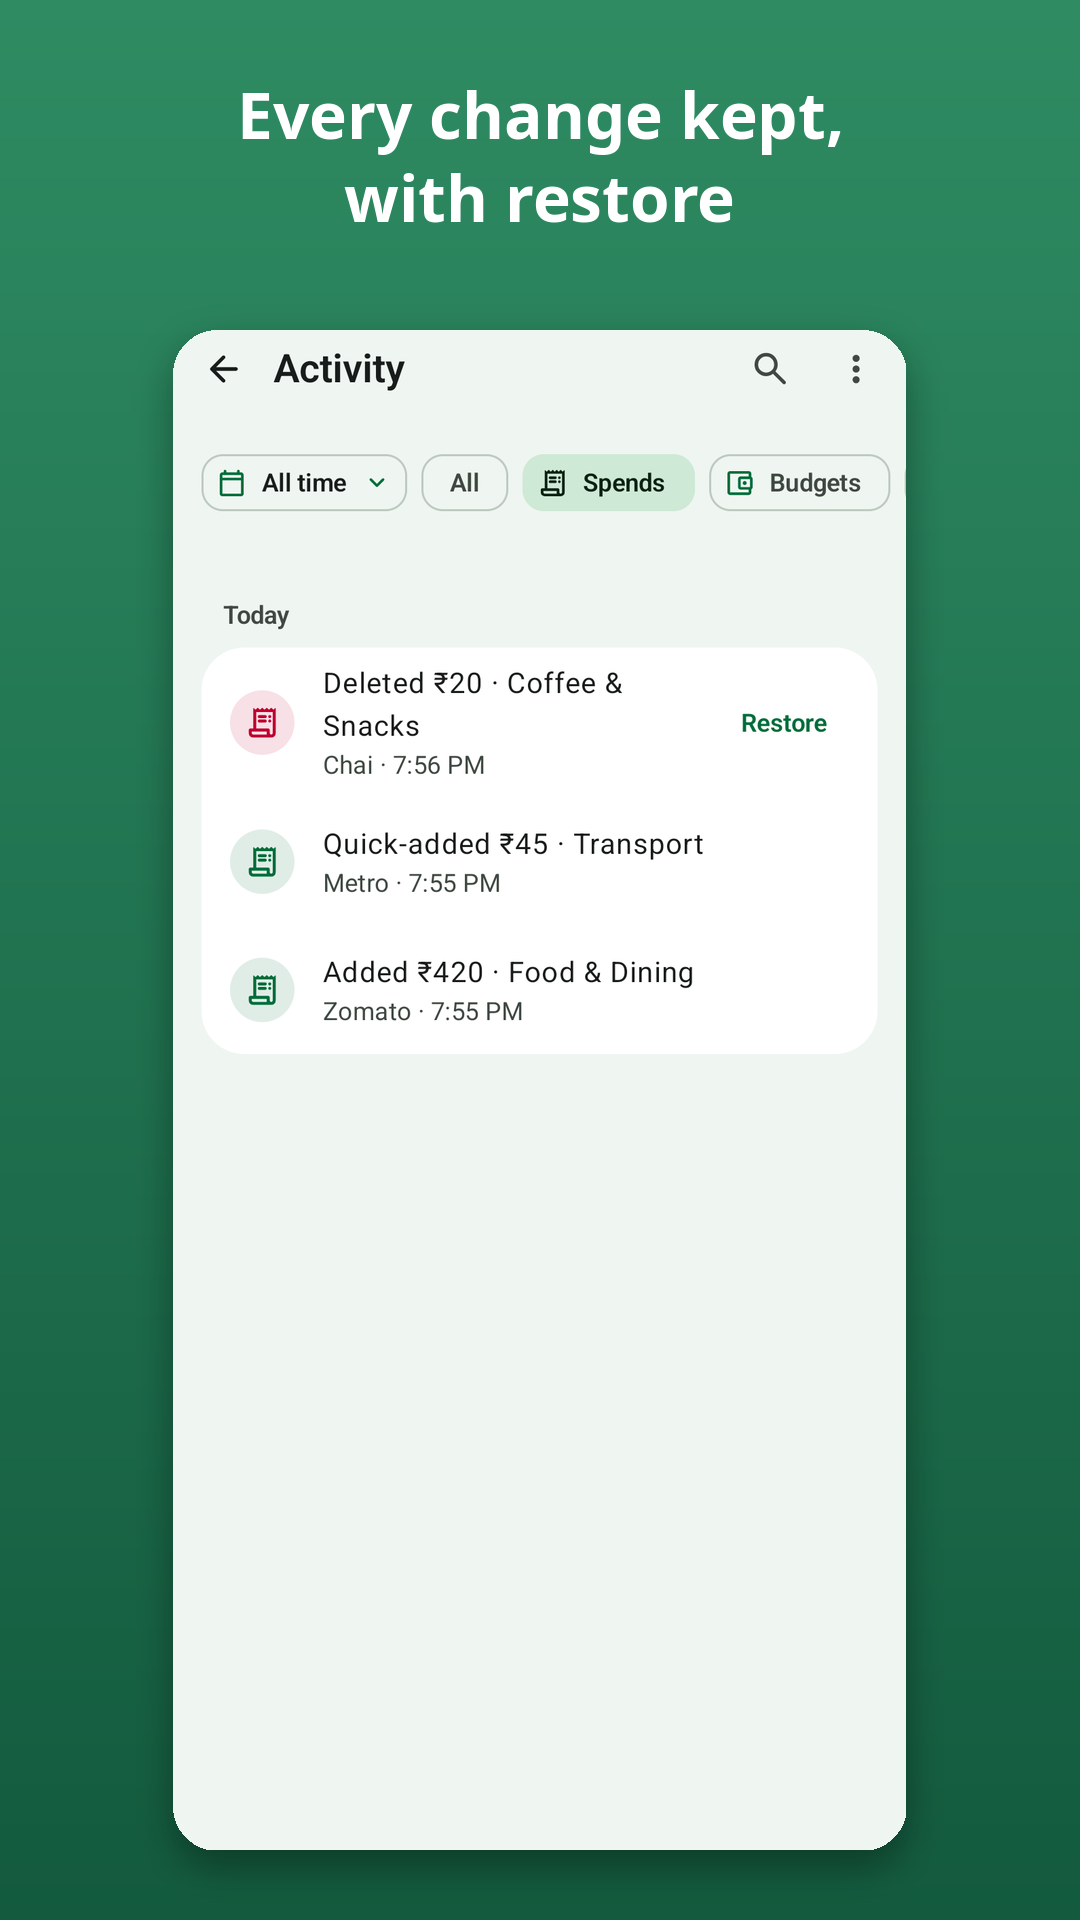 Every change kept,
with restore
Activity
All time
All
Spends
Budgets
Today
Deleted ₹20 · Coffee &
Snacks
Restore
Chai · 7:56 PM
Quick-added ₹45 · Transport
Metro · 7:55 PM
Added ₹420 · Food & Dining
Zomato · 7:55 PM